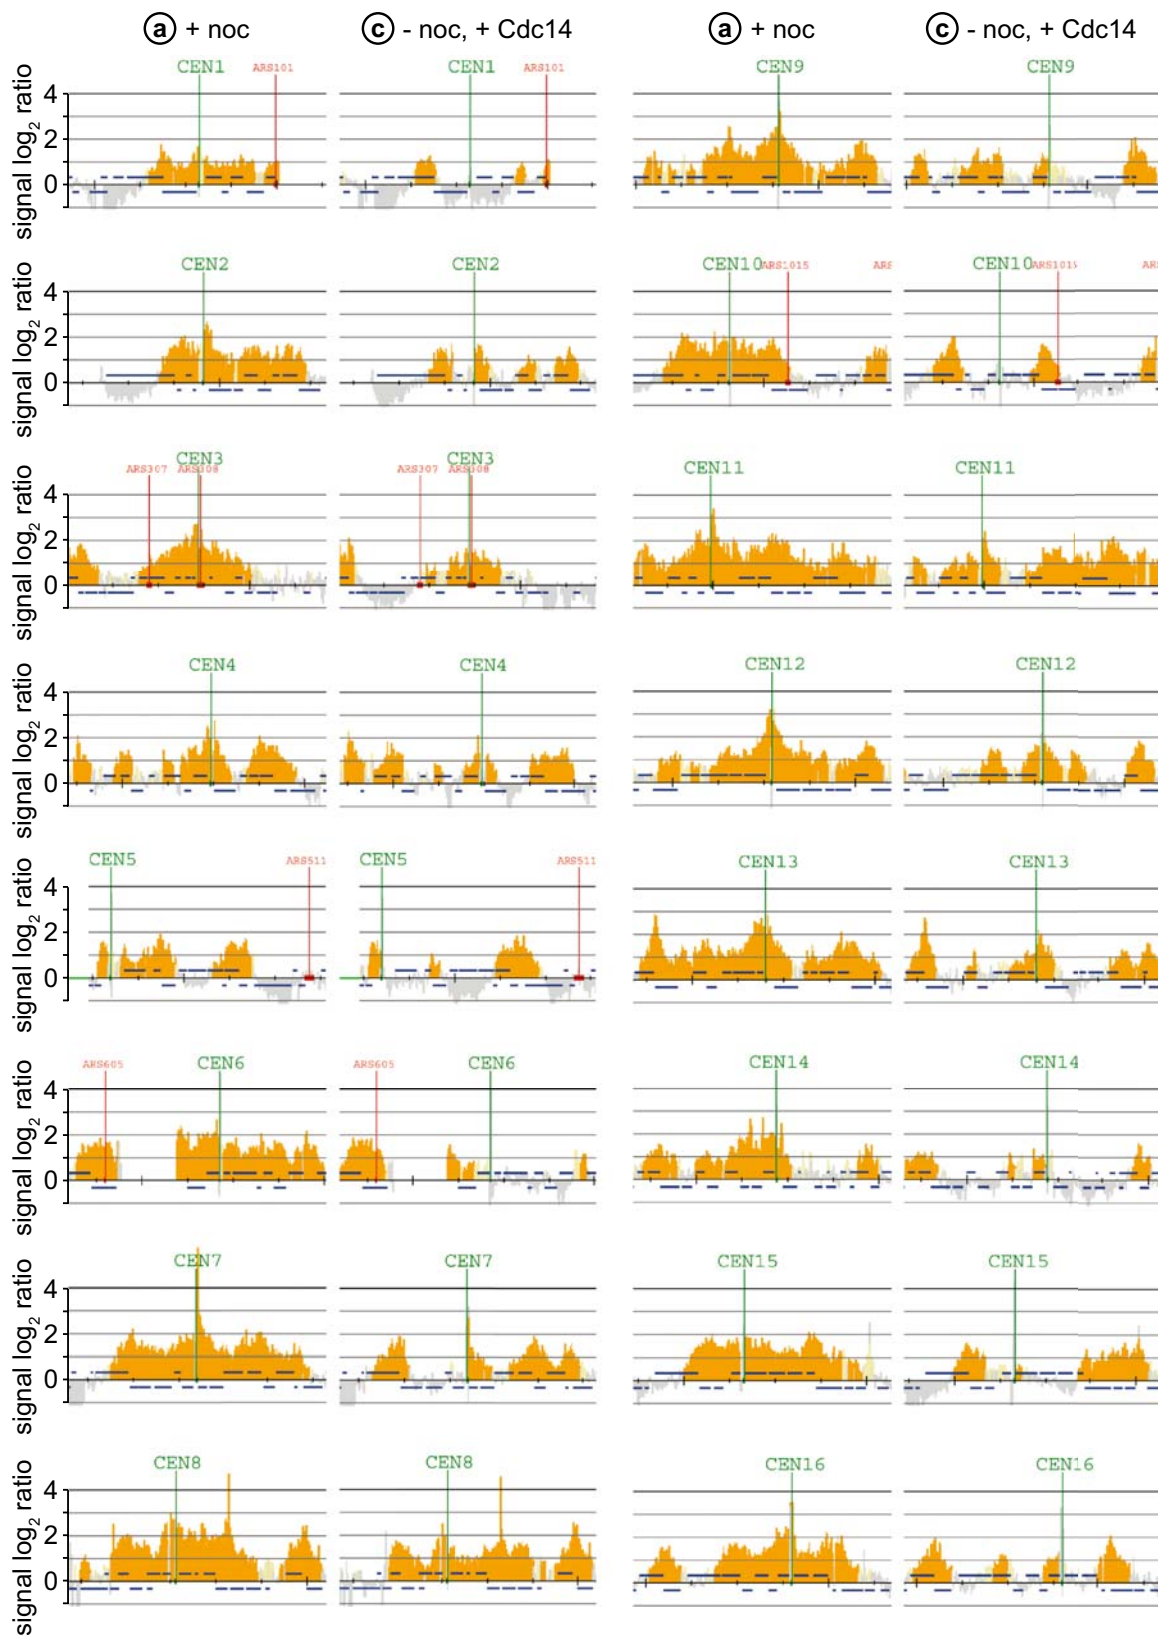 a + noc
c - noc, + Cdc14
a + noc
c - noc, + Cdc14
CEN1
ARS101
CEN1
ARS101
CEN9
CEN9
signal log2 ratio
4
2
0
CEN2
CEN2
CEN10
ARS1015
ARS
CEN10
ARS1015
signal log2 ratio
4
2
0
CEN3
ARS307
ARS308
CEN3
ARS307
ARS308
CEN11
CEN11
signal log2 ratio
4
2
0
CEN4
CEN4
CEN12
CEN12
signal log2 ratio
4
2
0
CEN5
ARS511
CEN5
ARS511
CEN13
CEN13
signal log2 ratio
4
2
0
ARS605
CEN6
ARS605
CEN6
CEN14
CEN14
signal log2 ratio
4
2
0
CEN7
CEN7
CEN15
CEN15
signal log2 ratio
4
2
0
CEN8
CEN8
CEN16
CEN16
signal log2 ratio
4
2
0